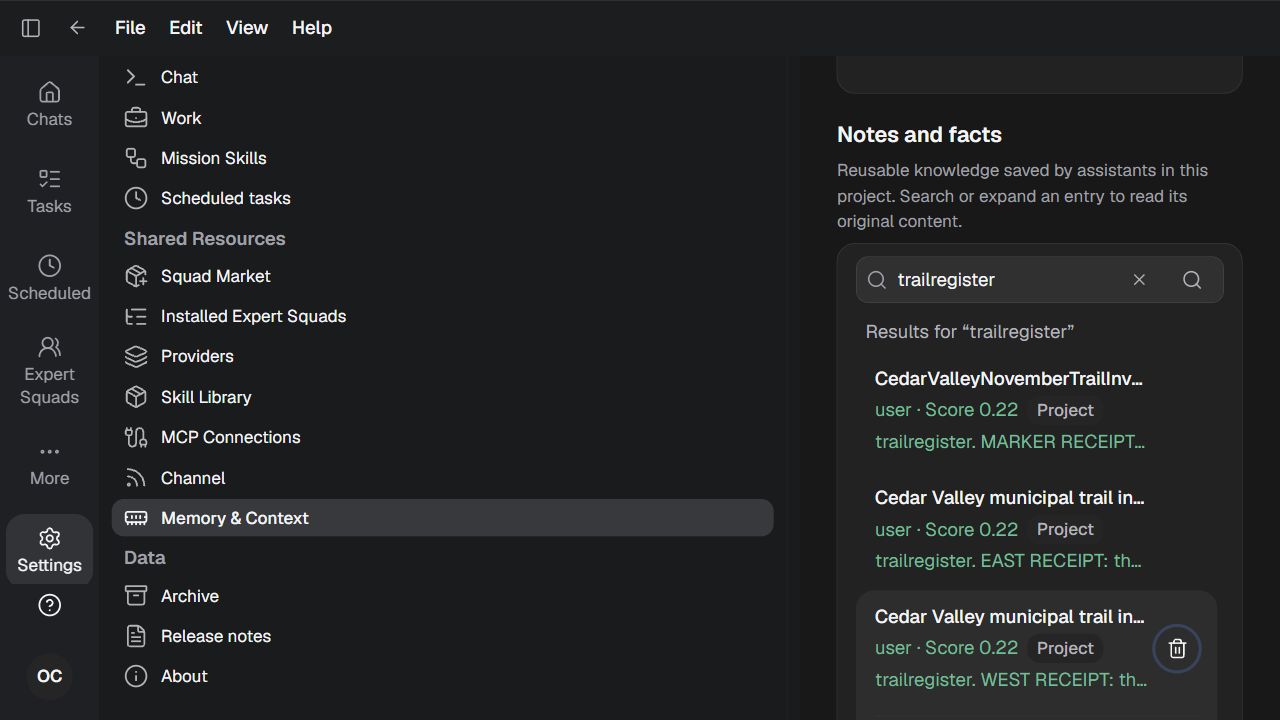 File Edit View Help
Chats
Tasks
Scheduled
Expert
Squads
More
Settings
OC
Chat
Work
Mission Skills
Scheduled tasks
Shared Resources
Squad Market
Installed Expert Squads
Providers
Skill Library
MCP Connections
Channel
Memory & Context
Data
Archive
Release notes
About
Notes and facts
Reusable knowledge saved by assistants in this
project. Search or expand an entry to read its
original content.
trailregister
Results for “trailregister”
CedarValleyNovemberTrailInv...
user · Score 0.22 Project
trailregister. MARKER RECEIPT...
Cedar Valley municipal trail in...
user · Score 0.22 Project
trailregister. EAST RECEIPT: th...
Cedar Valley municipal trail in...
user · Score 0.22 Project
trailregister. WEST RECEIPT: th...